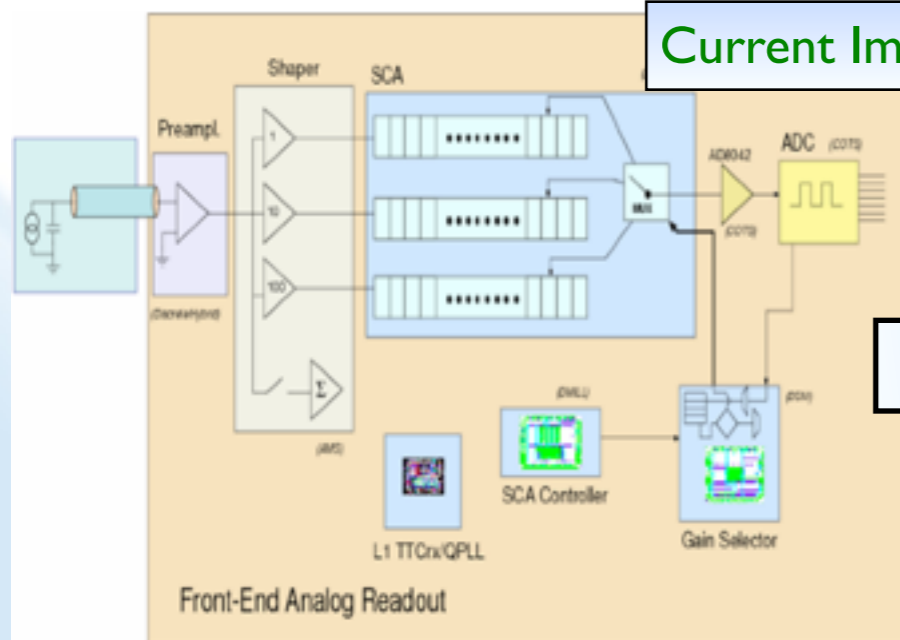 Current Im
Shaper
SCA
Preampl.
1
10
100
Σ
MUX
AD8042
(COTS)
ADC (COTS)
(DMILL)
(DSM)
(AMS)
SCA Controller
Gain Selector
L1 TTCrx/QPLL
Front-End Analog Readout